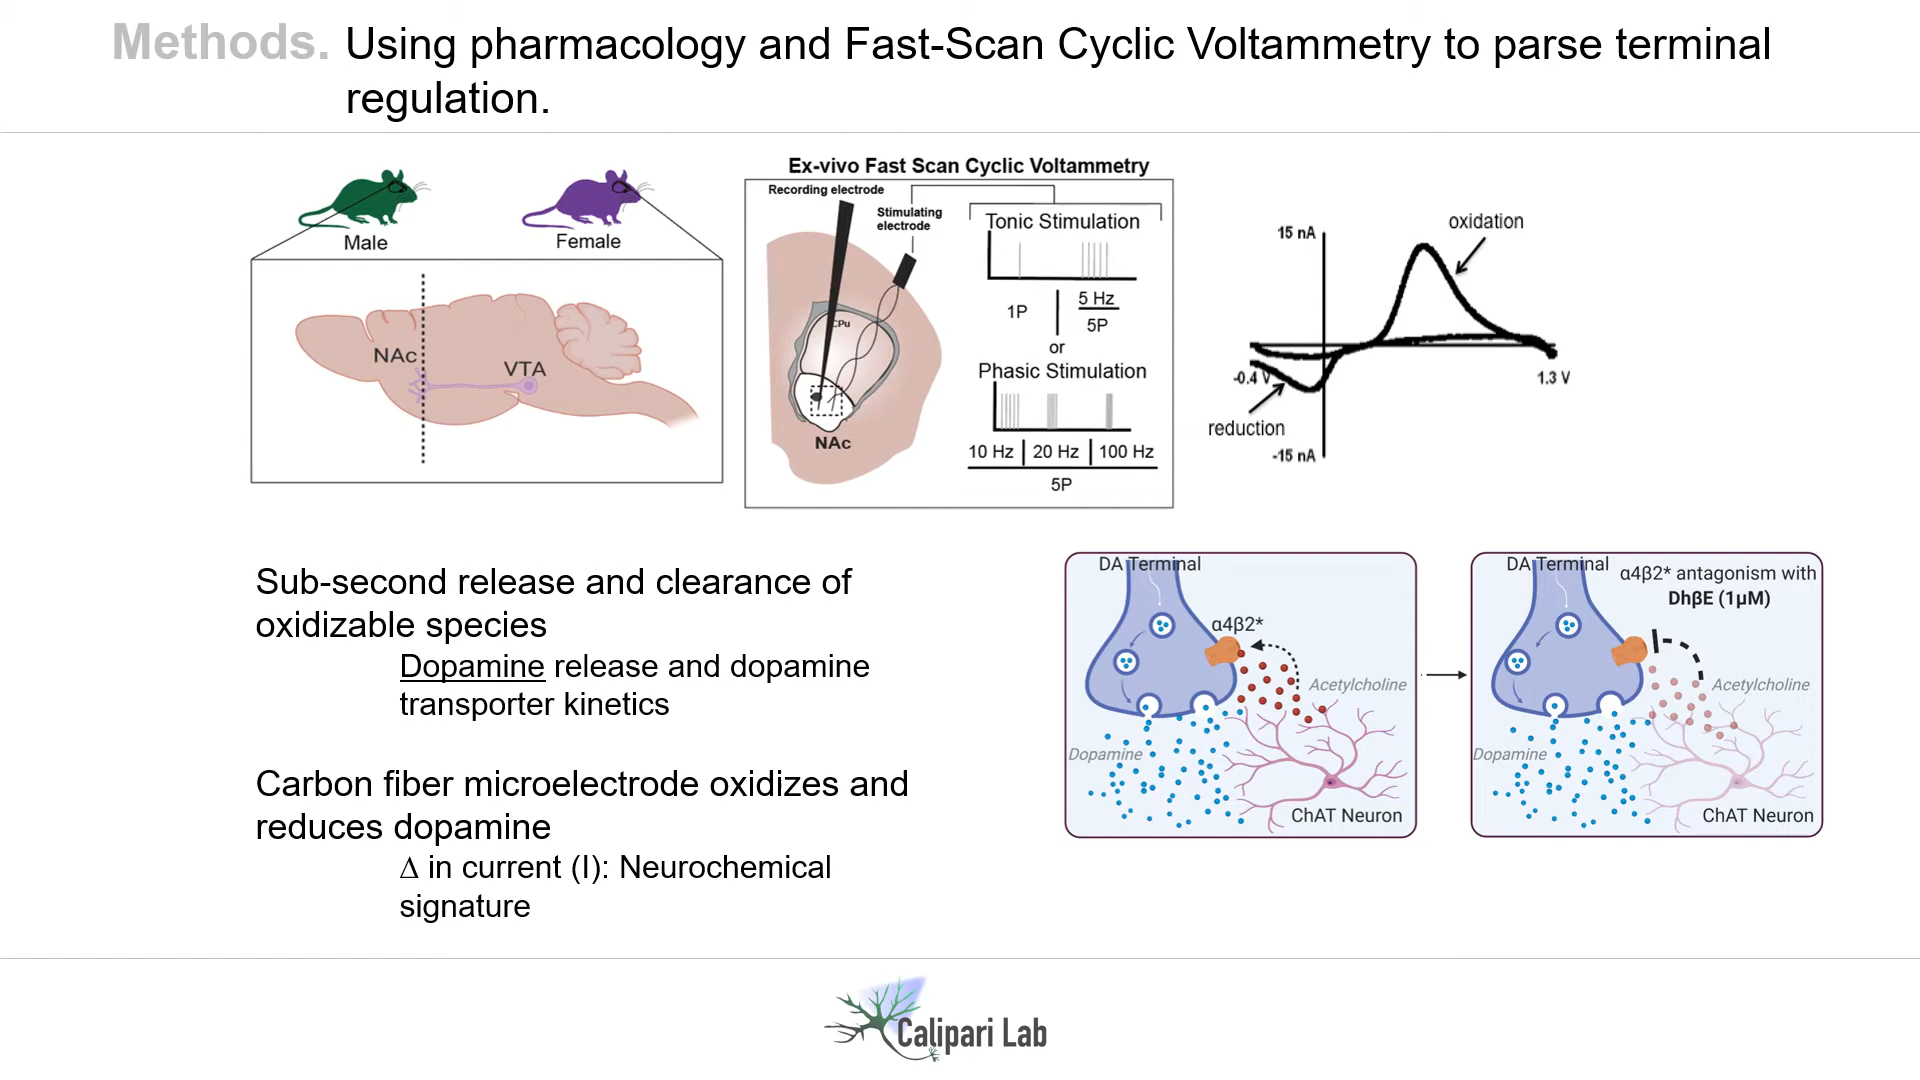 Methods. Using pharmacology and Fast-Scan Cyclic Voltammetry to parse terminal
regulation.
Male
Female
NAc
VTA
Ex-vivo Fast Scan Cyclic Voltammetry
Recording electrode
Stimulating
electrode
CPu
NAc
Tonic Stimulation
1P
5 Hz
5P
or
Phasic Stimulation
10 Hz
20 Hz
100 Hz
5P
oxidation
15 nA
-0.4 V
1.3 V
reduction
-15 nA
Sub-second release and clearance of
oxidizable species
Dopamine release and dopamine
transporter kinetics
Carbon fiber microelectrode oxidizes and
reduces dopamine
Δ in current (I): Neurochemical
signature
DA Terminal
α4β2*
Acetylcholine
Dopamine
ChAT Neuron
DA Terminal
α4β2* antagonism with
DhβE (1µM)
Acetylcholine
Dopamine
ChAT Neuron
Calipari Lab